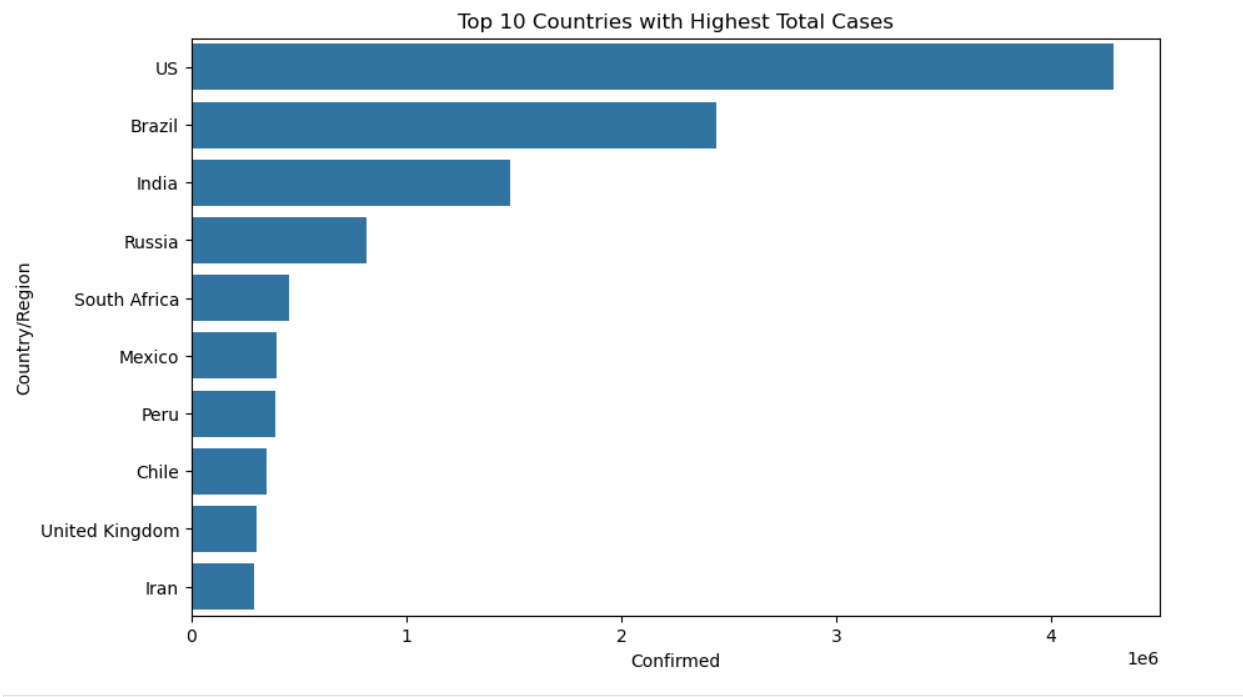 Top 10 Countries with Highest Total Cases
Country/Region
US
Brazil
India
Russia
South Africa
Mexico
Peru
Chile
United Kingdom
Iran
0 1 2 3 4
1e6
Confirmed